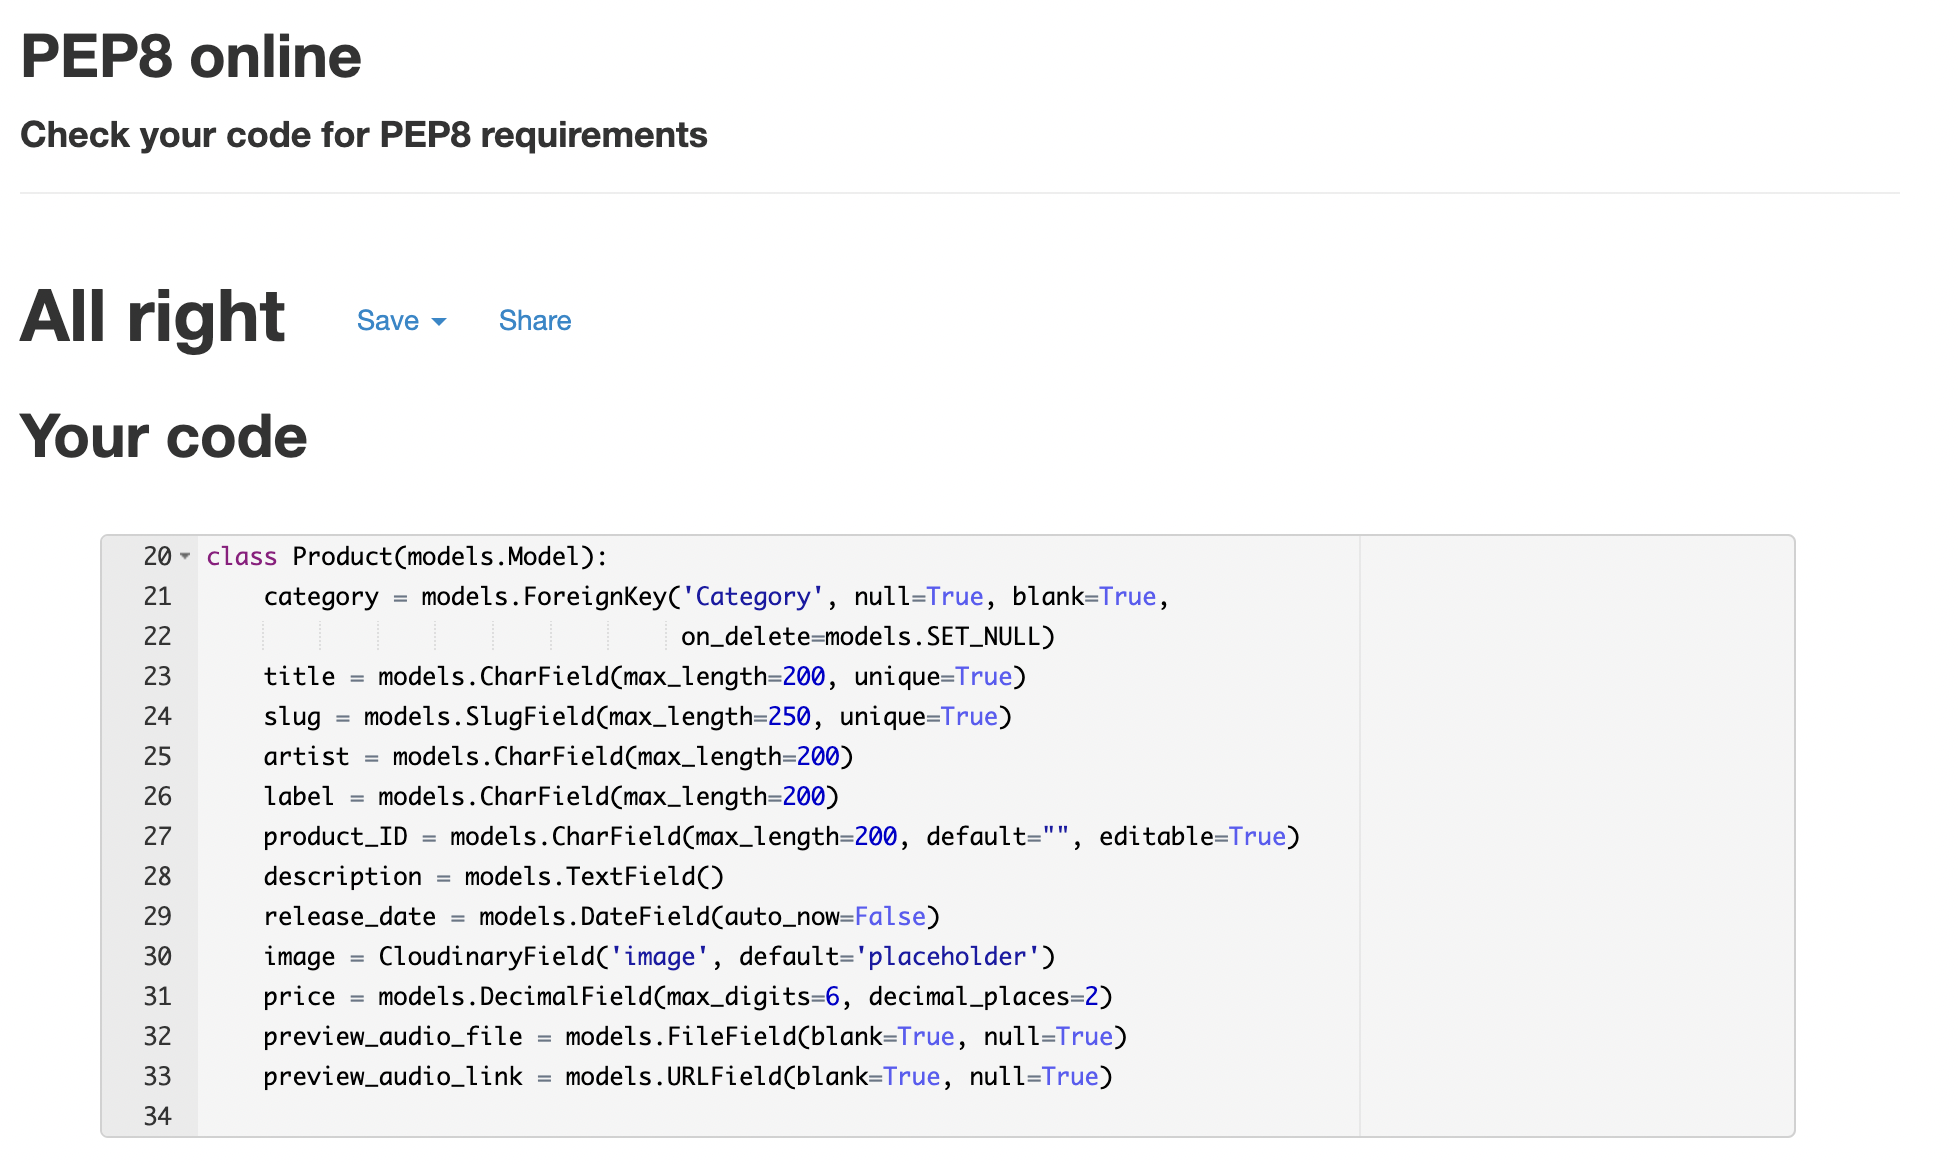 PEP8 online
Check your code for PEP8 requirements
All right Save Share
Your code
20 class Product(models.Model):
21     category = models.ForeignKey('Category', null=True, blank=True,
22                                  on_delete=models.SET_NULL)
23     title = models.CharField(max_length=200, unique=True)
24     slug = models.SlugField(max_length=250, unique=True)
25     artist = models.CharField(max_length=200)
26     label = models.CharField(max_length=200)
27     product_ID = models.CharField(max_length=200, default="", editable=True)
28     description = models.TextField()
29     release_date = models.DateField(auto_now=False)
30     image = CloudinaryField('image', default='placeholder')
31     price = models.DecimalField(max_digits=6, decimal_places=2)
32     preview_audio_file = models.FileField(blank=True, null=True)
33     preview_audio_link = models.URLField(blank=True, null=True)
34